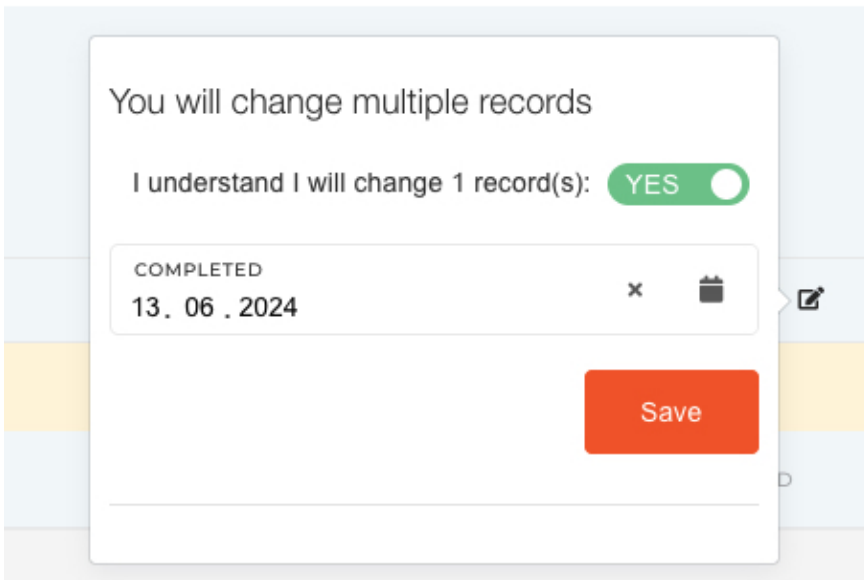 You will change multiple records
I understand I will change 1 record(s): YES
COMPLETED
13. 06 . 2024
Save